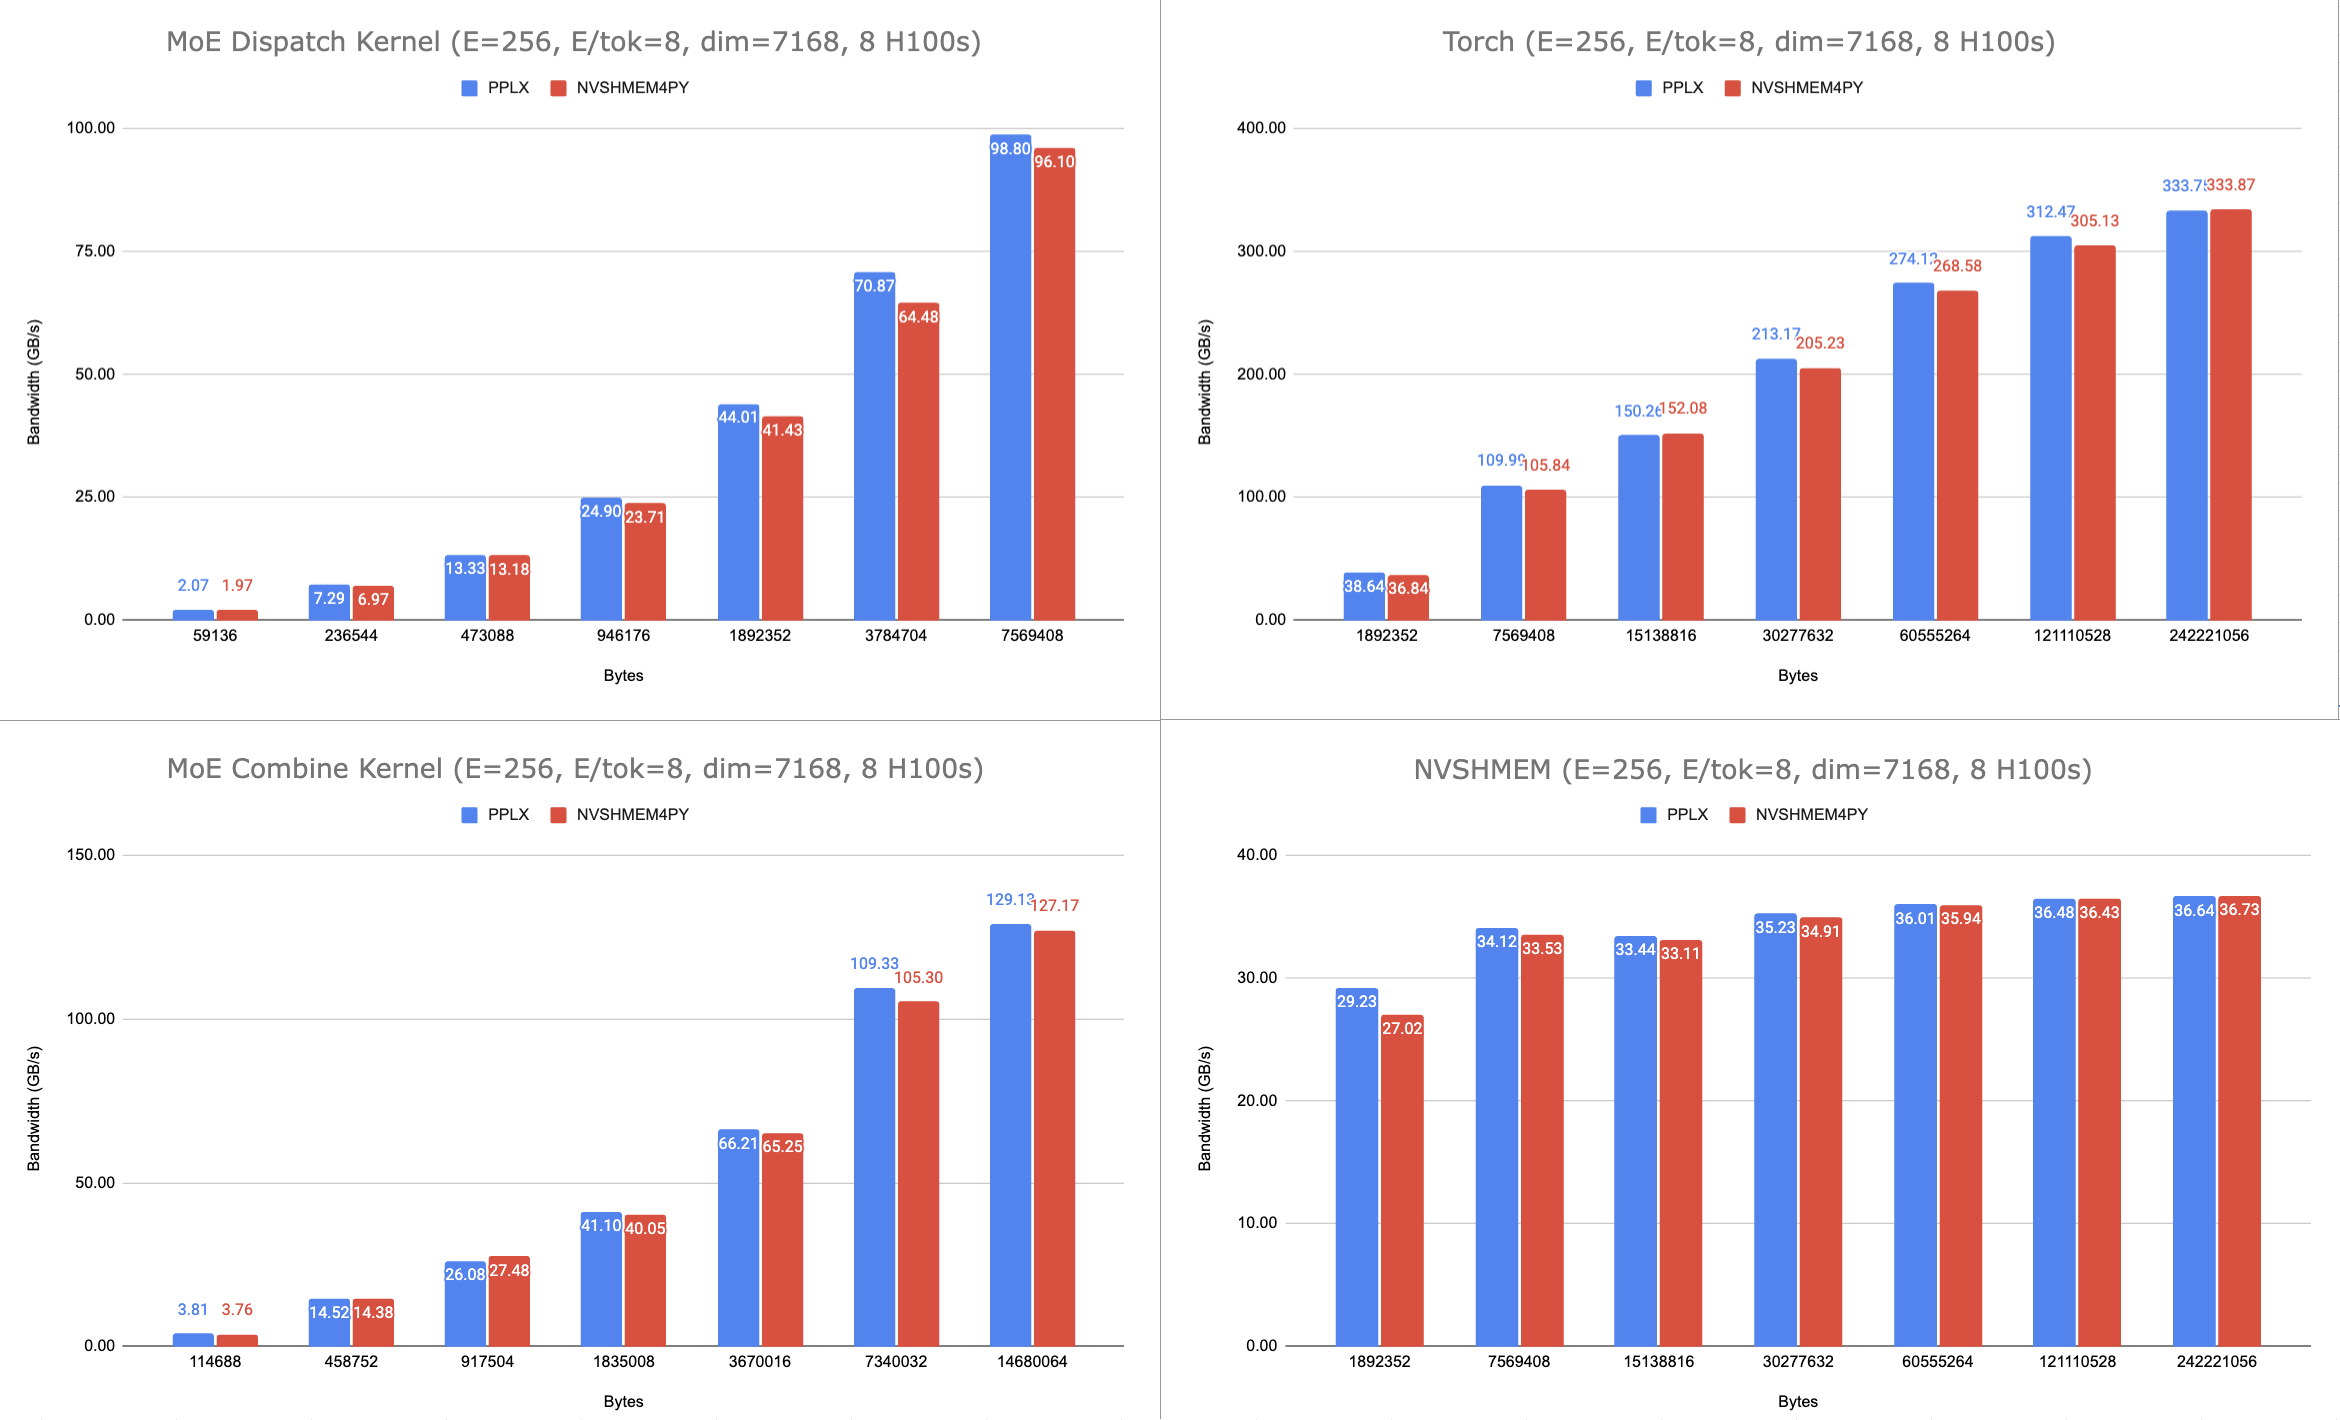 MoE Dispatch Kernel (E=256, E/tok=8, dim=7168, 8 H100s)
PPLX NVSHMEM4PY
Bandwidth (GB/s)
100.00
75.00
50.00
25.00
0.00
2.07 1.97
7.29 6.97
13.33 13.18
24.90 23.71
44.01 41.43
70.87 64.48
98.80 96.10
59136 236544 473088 946176 1892352 3784704 7569408
Bytes
Torch (E=256, E/tok=8, dim=7168, 8 H100s)
PPLX NVSHMEM4PY
Bandwidth (GB/s)
400.00
300.00
200.00
100.00
0.00
38.64 36.84
109.99 105.84
150.26 152.08
213.17 205.23
274.12 268.58
312.47 305.13
333.87
1892352 7569408 15138816 30277632 60555264 121110528 242221056
Bytes
MoE Combine Kernel (E=256, E/tok=8, dim=7168, 8 H100s)
PPLX NVSHMEM4PY
Bandwidth (GB/s)
150.00
100.00
50.00
0.00
3.81 3.76
14.52 14.38
26.08 27.48
41.10 40.05
66.21 65.25
109.33 105.30
129.13 127.17
114688 458752 917504 1835008 3670016 7340032 14680064
Bytes
NVSHMEM (E=256, E/tok=8, dim=7168, 8 H100s)
PPLX NVSHMEM4PY
Bandwidth (GB/s)
40.00
30.00
20.00
10.00
0.00
29.23 27.02
34.12 33.53
33.44 33.11
35.23 34.91
36.01 35.94
36.48 36.43
36.64 36.73
1892352 7569408 15138816 30277632 60555264 121110528 242221056
Bytes